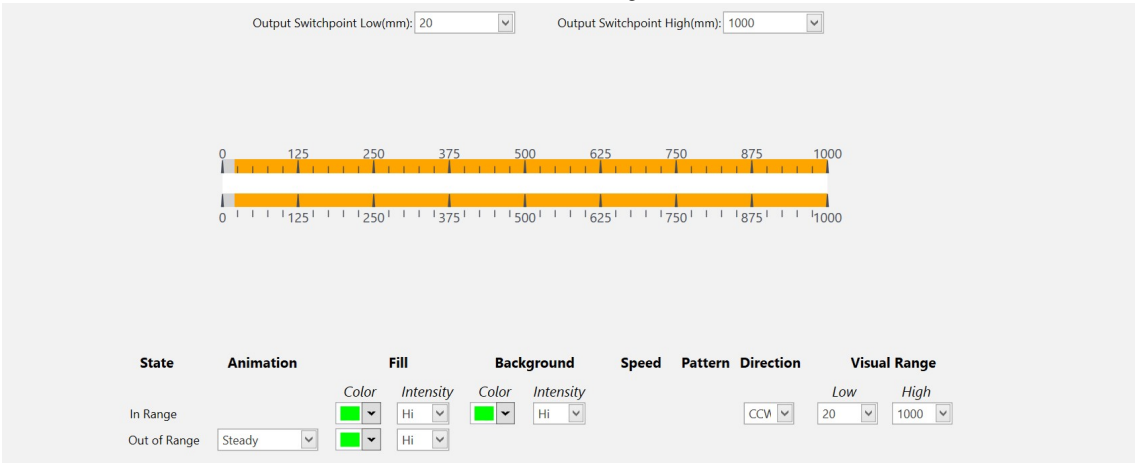 Output Switchpoint Low(mm): 20 Output Switchpoint High(mm): 1000
0 125 250 375 500 625 750 875 1000
0 125 250 375 500 625 750 875 1000
State Animation Fill Background Speed Pattern Direction Visual Range
Color Intensity Color Intensity Low High
In Range Hi Hi CCW 20 1000
Out of Range Steady Hi